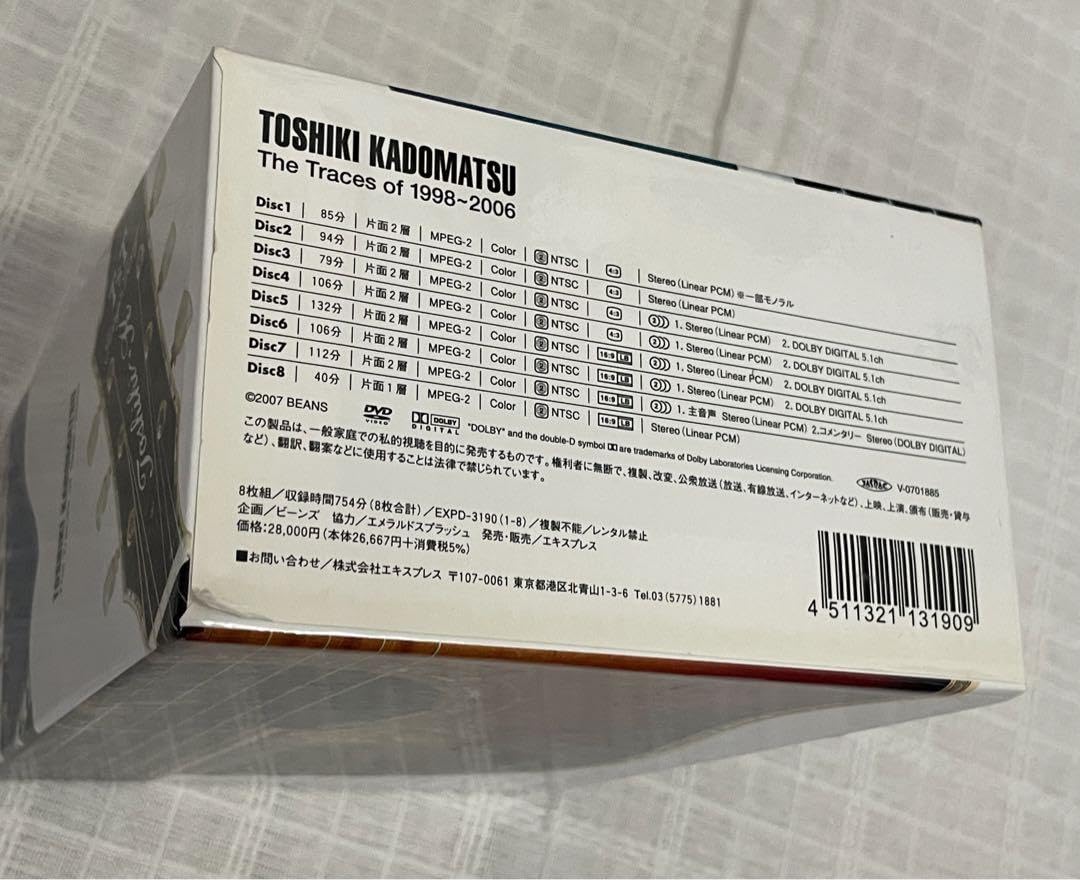 TOSHIKI KADOMATSU
The Traces of 1998~2006
Disc1 | 85分 | 片面2層 | MPEG-2 | Color | 2 NTSC | 4:3 | Stereo (Linear PCM) ※一部モノラル
Disc2 | 94分 | 片面2層 | MPEG-2 | Color | 2 NTSC | 4:3 | Stereo (Linear PCM)
Disc3 | 79分 | 片面2層 | MPEG-2 | Color | 2 NTSC | 4:3 | 2 1. Stereo (Linear PCM) 2. DOLBY DIGITAL 5.1ch
Disc4 | 106分 | 片面2層 | MPEG-2 | Color | 2 NTSC | 4:3 | 2 1. Stereo (Linear PCM) 2. DOLBY DIGITAL 5.1ch
Disc5 | 132分 | 片面2層 | MPEG-2 | Color | 2 NTSC | 16:9 LB | 2 1. Stereo (Linear PCM) 2. DOLBY DIGITAL 5.1ch
Disc6 | 106分 | 片面2層 | MPEG-2 | Color | 2 NTSC | 16:9 LB | 2 1. Stereo (Linear PCM) 2. DOLBY DIGITAL 5.1ch
Disc7 | 112分 | 片面2層 | MPEG-2 | Color | 2 NTSC | 16:9 LB | 2 1. 主音声 Stereo (Linear PCM) 2.コメンタリー Stereo (DOLBY DIGITAL)
Disc8 | 40分 | 片面1層 | MPEG-2 | Color | 2 NTSC | 16:9 LB | Stereo (Linear PCM)
©2007 BEANS DVD VIDEO DOLBY DIGITAL "DOLBY" and the double-D symbol are trademarks of Dolby Laboratories Licensing Corporation. JASRAC V-0701885
この製品は、一般家庭での私的視聴を目的に発売するものです。権利者に無断で、複製、改変、公衆放送(放送、有線放送、インターネットなど)、上映、上演、頒布(販売・貸与
など)、翻訳、翻案などに使用することは法律で禁じられています。
8枚組/収録時間754分(8枚合計)/EXPD-3190(1-8)/複製不能/レンタル禁止
企画/ビーンズ 協力/エメラルドスプラッシュ 発売・販売/エキスプレス
価格:28,000円(本体26,667円+消費税5%)
■お問い合わせ/株式会社エキスプレス 〒107-0061 東京都港区北青山1-3-6 Tel.03(5775)1881
4 511321 131909